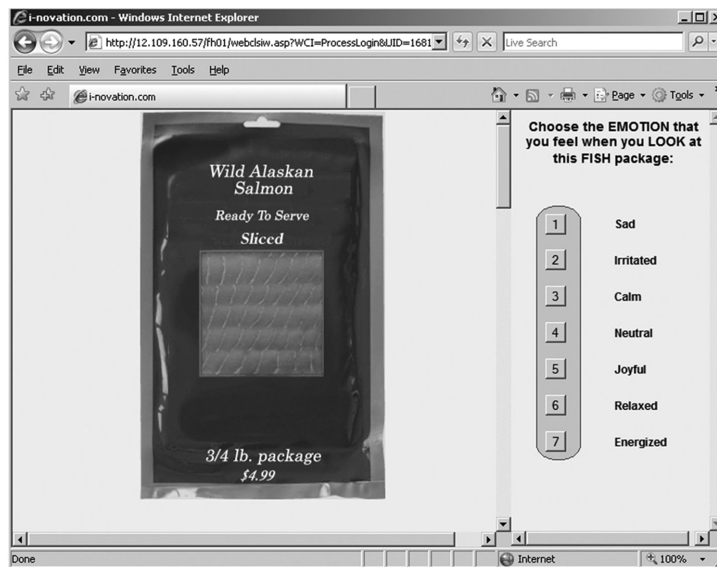 i-novation.com - Windows Internet Explorer
http://12.109.160.57/fh01/webclsiw.asp?WCI=ProcessLogin&UID=1681
Live Search
File Edit View Favorites Tools Help
i-novation.com
Page Tools
Wild Alaskan
Salmon
Ready To Serve
Sliced
3/4 lb. package
$4.99
Choose the EMOTION that
you feel when you LOOK at
this FISH package:
1 Sad
2 Irritated
3 Calm
4 Neutral
5 Joyful
6 Relaxed
7 Energized
Done Internet 100%